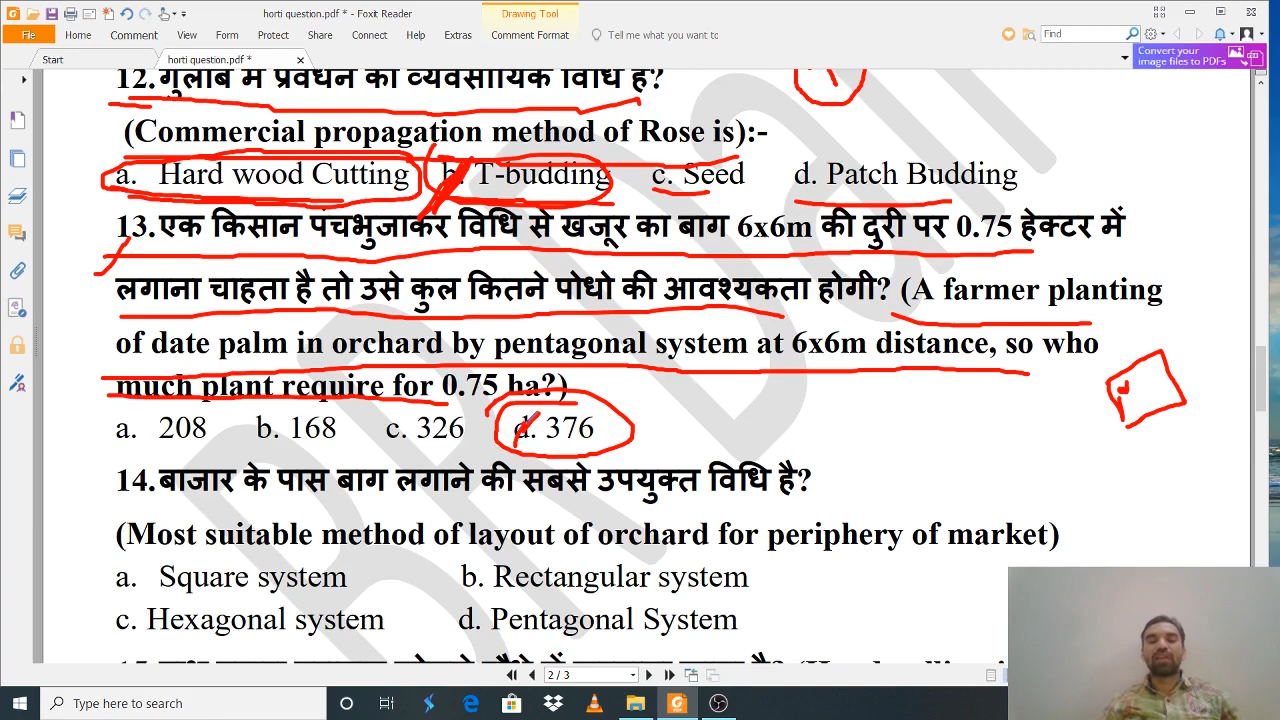 horti question.pdf * - Foxit Reader
Drawing Tool
File Home Comment View Form Protect Share Connect Help Extras Comment Format Tell me what you want to Find
Start horti question.pdf *
Convert your
image files to PDFs
12.गुलाब में प्रवर्धन की व्यवसायिक विधि है?
(Commercial propagation method of Rose is):-
a. Hard wood Cutting b. T-budding c. Seed d. Patch Budding
13.एक किसान पंचभुजाकर विधि से खजूर का बाग 6x6m की दुरी पर 0.75 हेक्टर में
लगाना चाहता है तो उसे कुल कितने पोधो की आवश्यकता होगी? (A farmer planting
of date palm in orchard by pentagonal system at 6x6m distance, so who
much plant require for 0.75 ha?)
a. 208 b. 168 c. 326 d. 376
14.बाजार के पास बाग लगाने की सबसे उपयुक्त विधि है?
(Most suitable method of layout of orchard for periphery of market)
a. Square system b. Rectangular system
c. Hexagonal system d. Pentagonal System
2 / 3
Type here to search